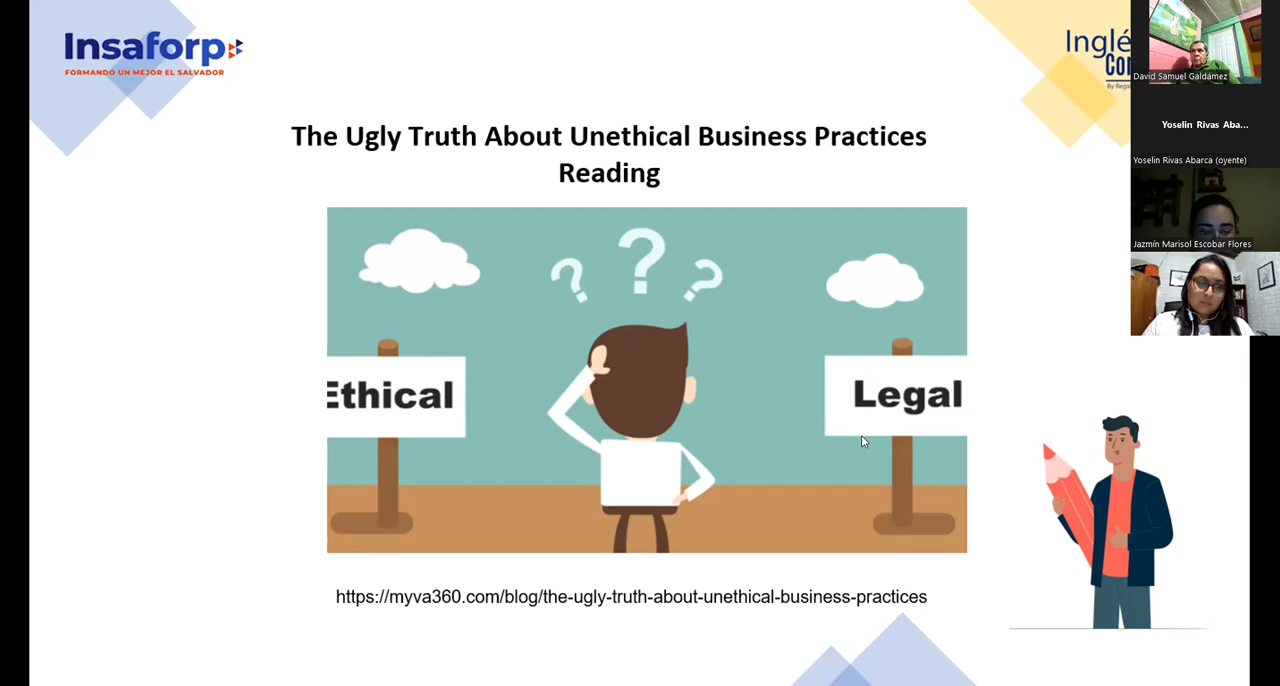 Insaforp
FORMANDO UN MEJOR EL SALVADOR
Inglé
Con
The Ugly Truth About Unethical Business Practices
Reading
? ? ?
Ethical
Legal
https://myva360.com/blog/the-ugly-truth-about-unethical-business-practices
David Samuel Galdámez
Yoselin Rivas Aba...
Yoselin Rivas Abarca (oyente)
Jazmín Marisol Escobar Flores